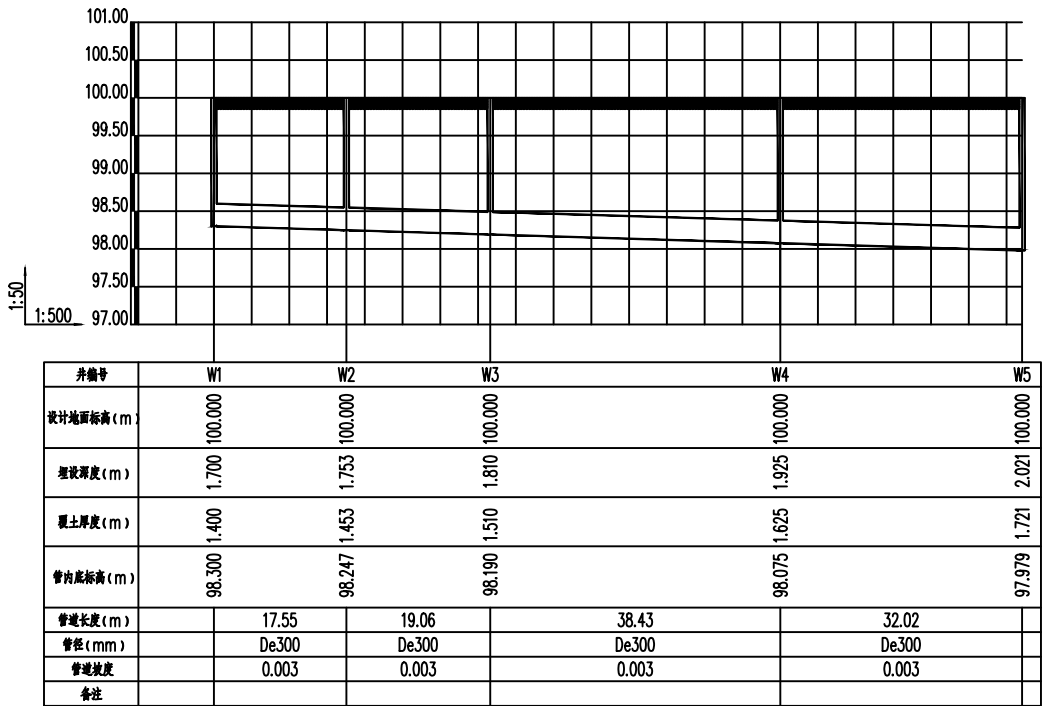 101.00
100.50
100.00
99.50
99.00
98.50
98.00
97.50
97.00
1:50
1:500
井编号 W1 W2 W3 W4 W5
设计地面标高(m) 100.000 100.000 100.000 100.000 100.000
埋设深度(m) 1.700 1.753 1.810 1.925 2.021
覆土厚度(m) 1.400 1.453 1.510 1.625 1.721
管内底标高(m) 98.300 98.247 98.190 98.075 97.979
管道长度(m) 17.55 19.06 38.43 32.02
管径(mm) De300 De300 De300 De300
管道坡度 0.003 0.003 0.003 0.003
备注